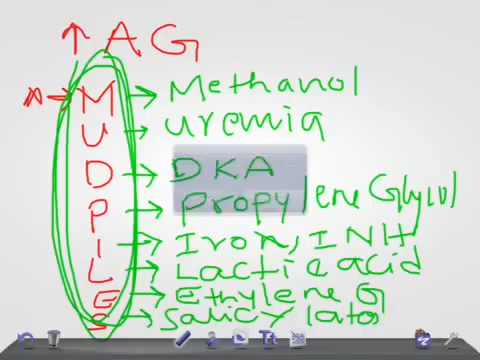 ↑ A G
M → Methanol
U → uremia
D → DKA
P → propylene Glycol
I → Iron, INH
L → Lactic acid
E → Ethylene G
S → Salicylates